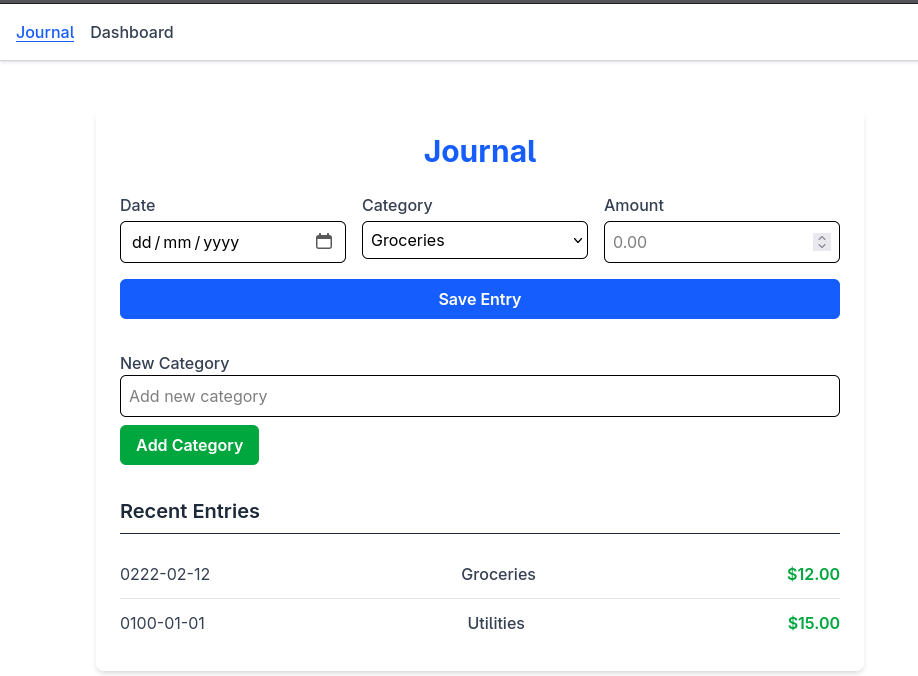 Journal Dashboard
Journal
Date Category Amount
dd/mm/yyyy Groceries 0.00
Save Entry
New Category
Add new category
Add Category
Recent Entries
0222-02-12 Groceries $12.00
0100-01-01 Utilities $15.00